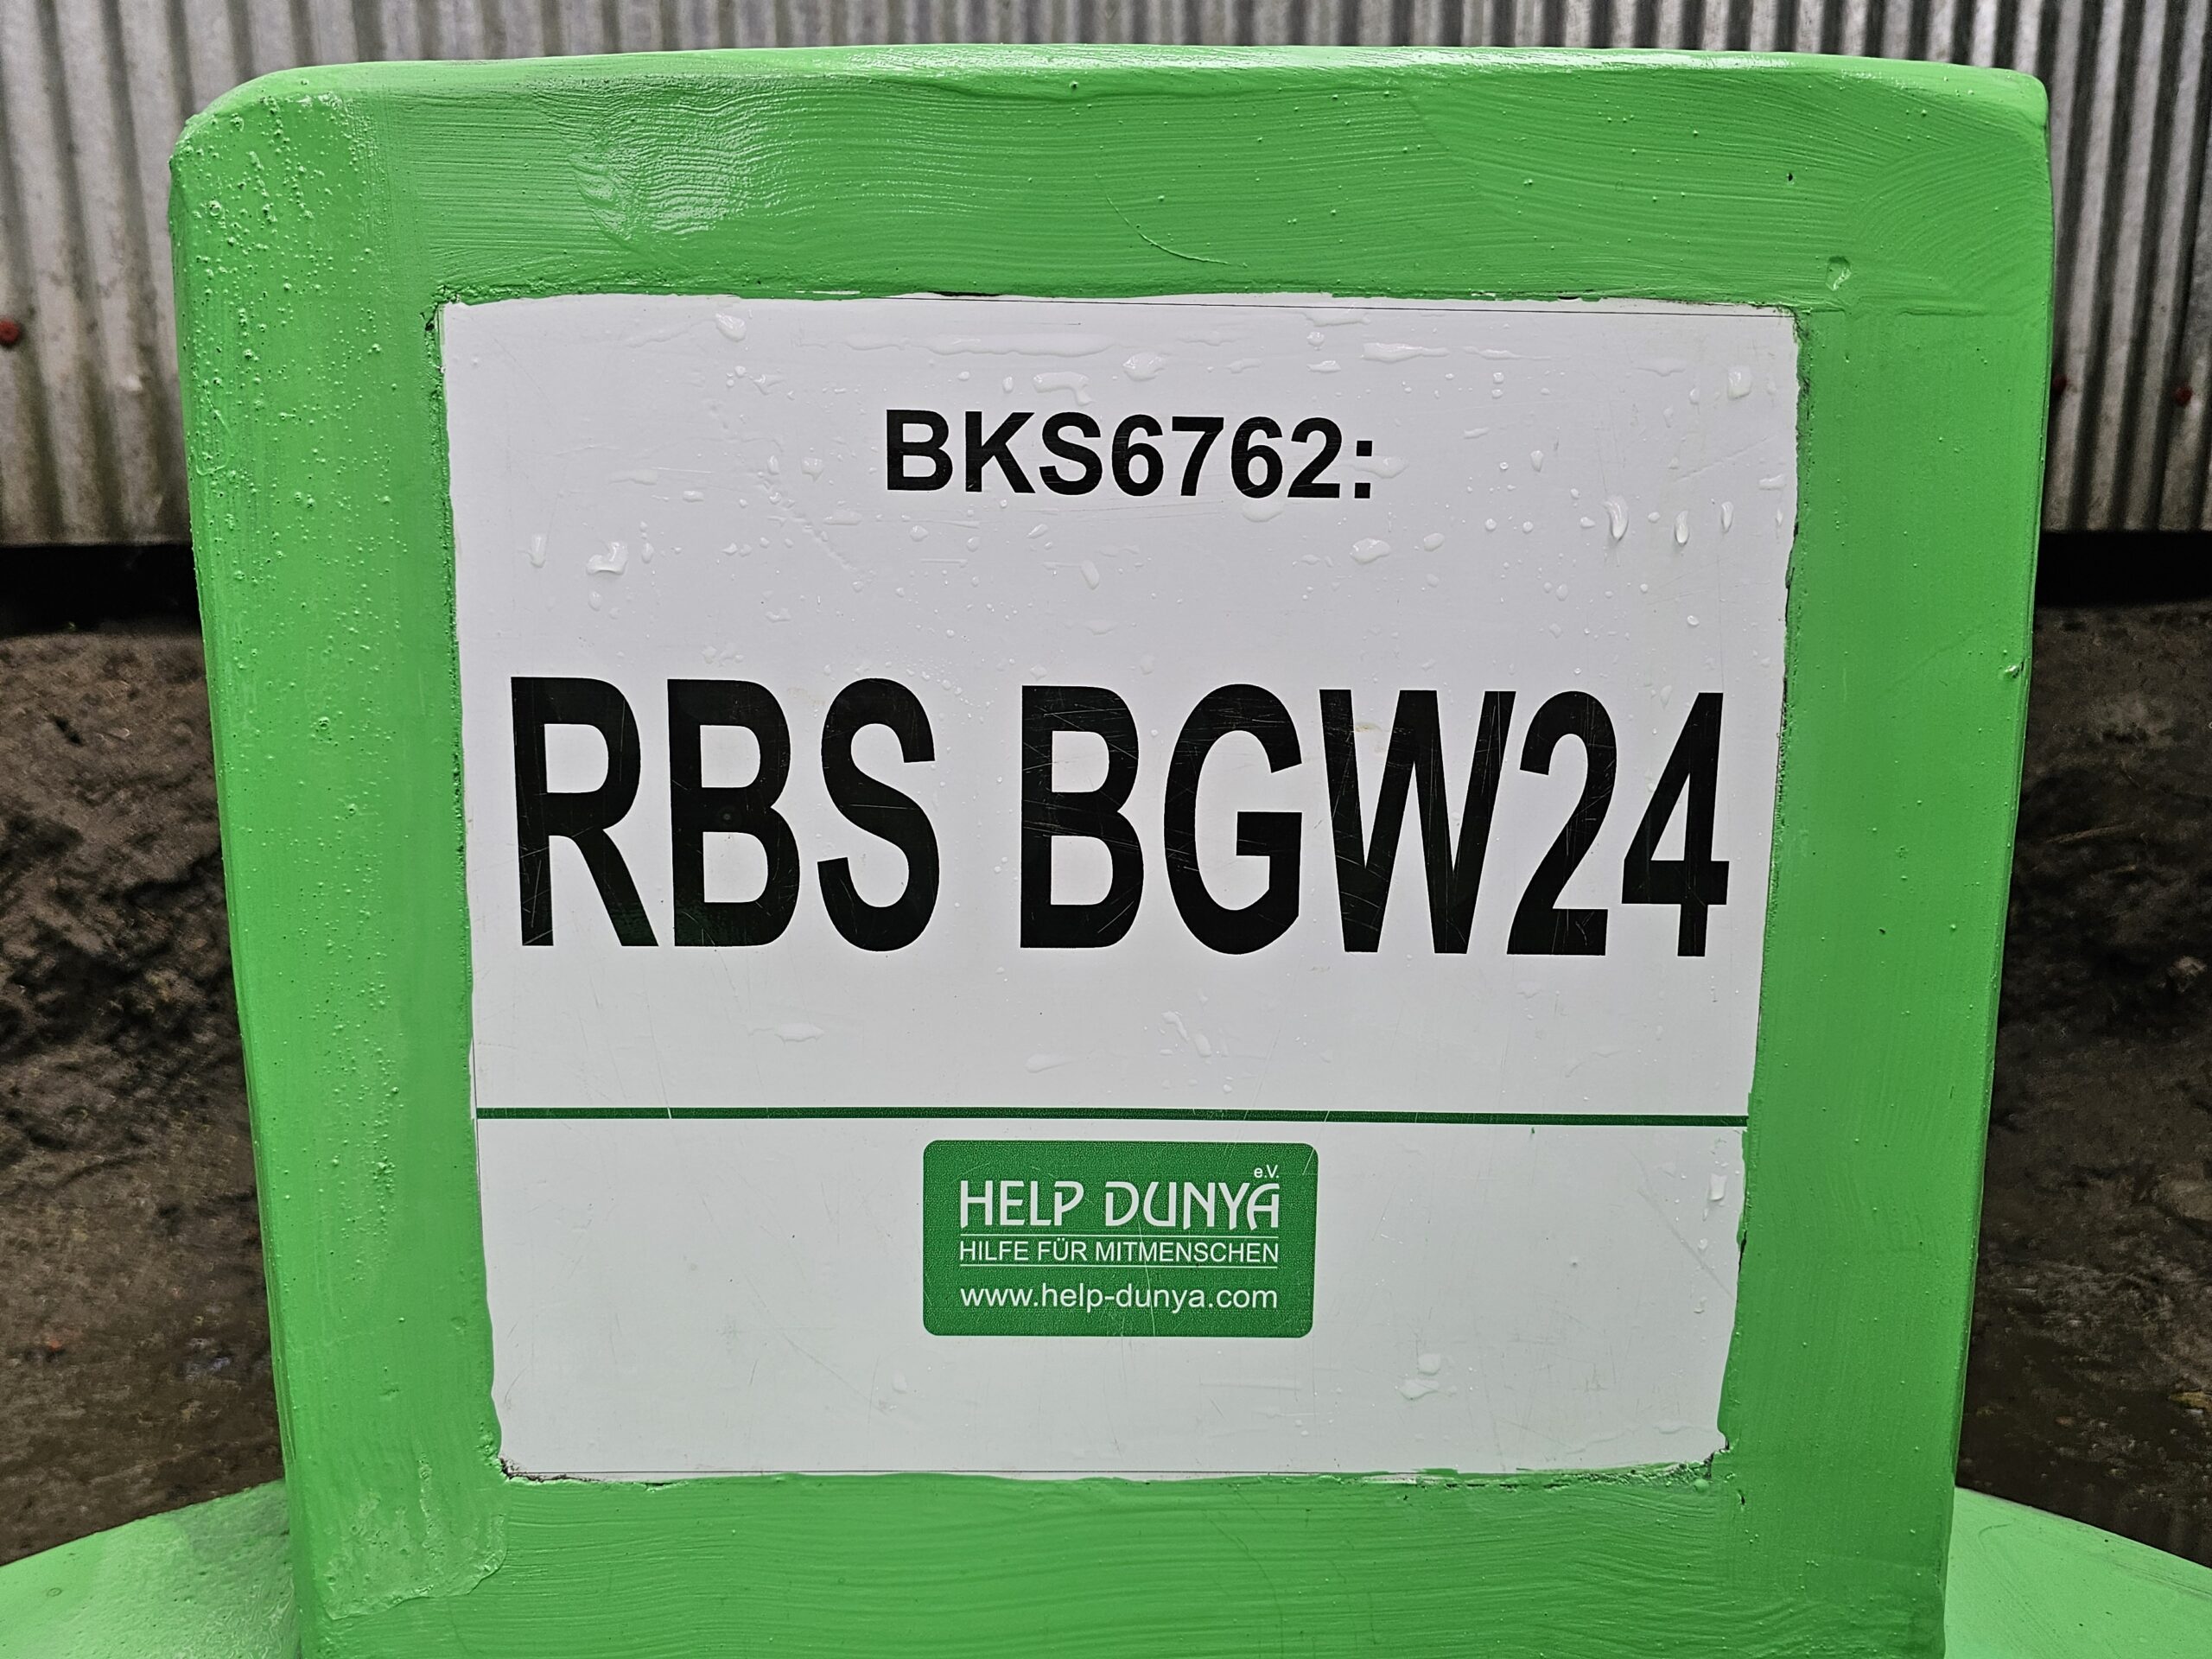 BKS6762:
RBS BGW24
e.V.
HELP DUNYA
HILFE FÜR MITMENSCHEN
www.help-dunya.com